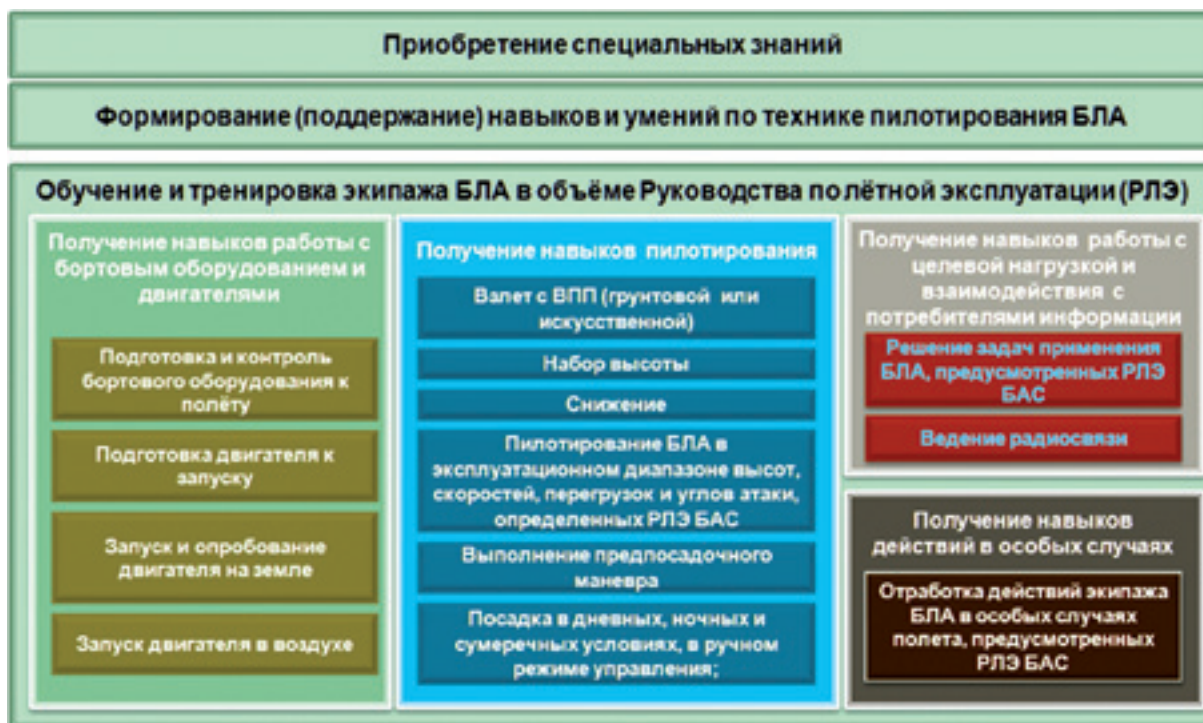 Приобретение специальных знаний
Формирование (поддержание) навыков и умений по технике пилотирования БЛА
Обучение и тренировка экипажа БЛА в объёме Руководства полётной эксплуатации (РЛЭ)
Получение навыков работы с
бортовым оборудованием и
двигателями
Подготовка и контроль
бортового оборудования к
полёту
Подготовка двигателя к
запуску
Запуск и опробование
двигателя на земле
Запуск двигателя в воздухе
Получение навыков пилотирования
Валет с ВПП (грунтовой или
искусственной)
Набор высоты
Снижение
Пилотирование БЛА в
эксплуатационном диапазоне высот,
скоростей, перегрузок и углов атаки,
определенных РЛЭ БАС
Выполнение предпосадочного
маневра
Посадка в дневных, ночных и
сумеречных условиях, в ручном
режиме управления;
Получение навыков работы с
целевой нагрузкой и
взаимодействия с
потребителями информации
Решение задач применения
БЛА, предусмотренных РЛЭ
БАС
Ведение радиосвязи
Получение навыков
действий в особых случаях
Отработка действий экипажа
БЛА в особых случаях
полета, предусмотренных
РЛЭ БАС